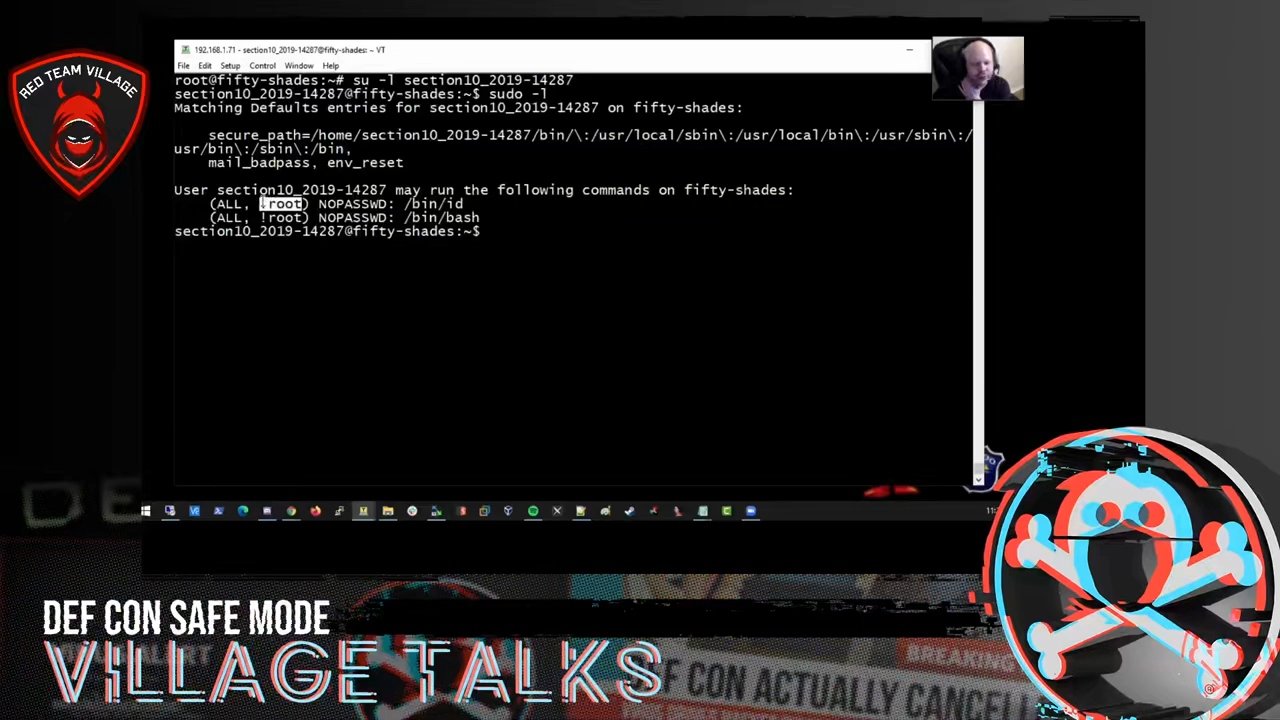 RED TEAM VILLAGE
192.168.1.71 - section10_2019-14287@fifty-shades: ~ VT
File Edit Setup Control Window Help
root@fifty-shades:~# su -l section10_2019-14287
section10_2019-14287@fifty-shades:~$ sudo -l
Matching Defaults entries for section10_2019-14287 on fifty-shades:
secure_path=/home/section10_2019-14287/bin/\:/usr/local/sbin\:/usr/local/bin\:/usr/sbin\:/
usr/bin\:/sbin\:/bin,
mail_badpass, env_reset
User section10_2019-14287 may run the following commands on fifty-shades:
(ALL, !root) NOPASSWD: /bin/id
(ALL, !root) NOPASSWD: /bin/bash
section10_2019-14287@fifty-shades:~$
DEF CON SAFE MODE
VILLAGE TALKS
BREAKING
DEF CON ACTUALLY CANCELL